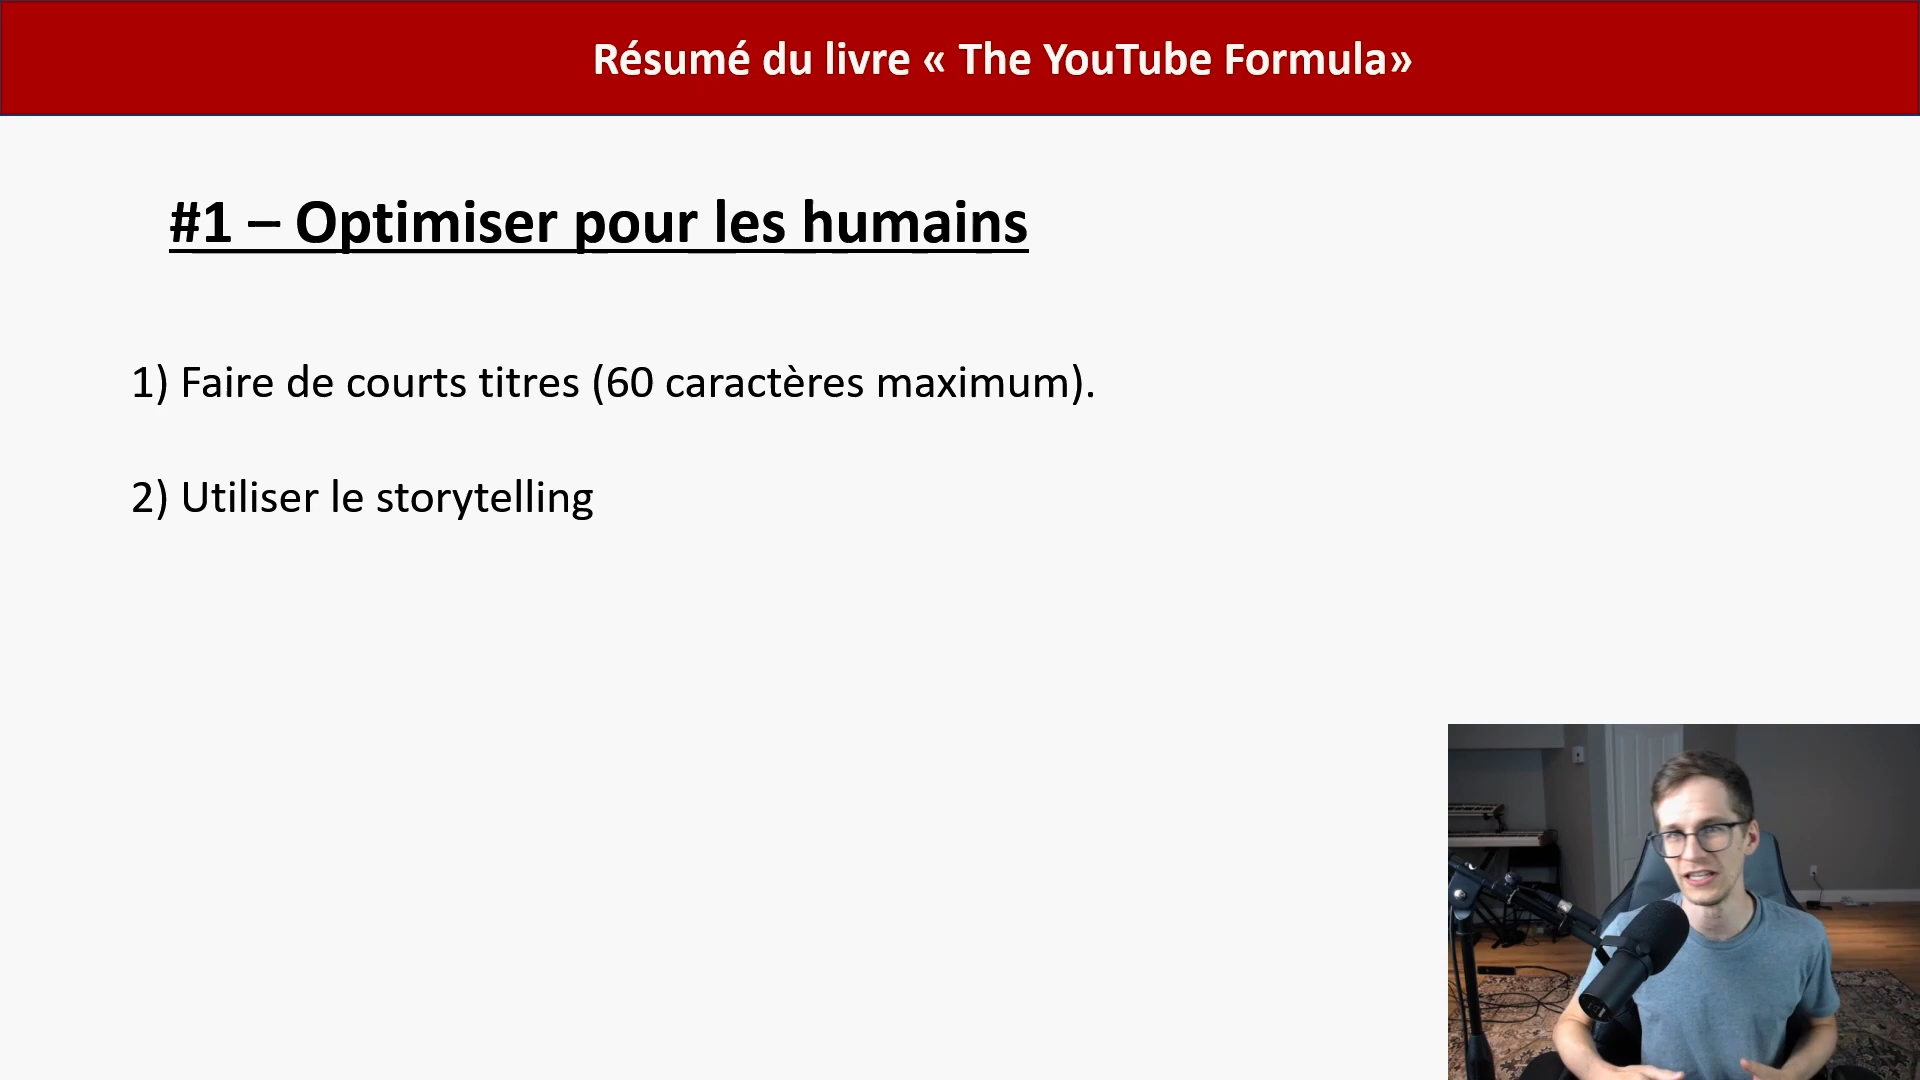 Résumé du livre « The YouTube Formula»
#1 – Optimiser pour les humains
1) Faire de courts titres (60 caractères maximum).
2) Utiliser le storytelling